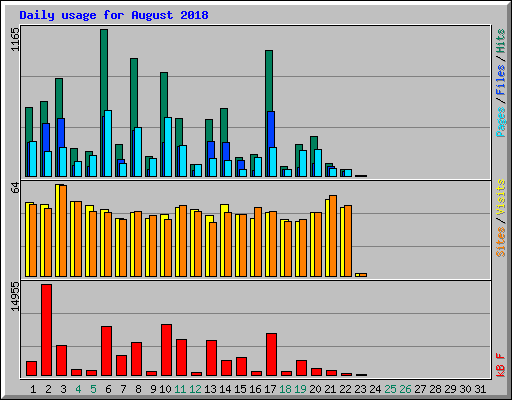 Daily usage for August 2018
1165
Pages / Files / Hits
64
Sites / Visits
14955
kB F
1 2 3 4 5 6 7 8 9 10 11 12 13 14 15 16 17 18 19 20 21 22 23 24 25 26 27 28 29 30 31